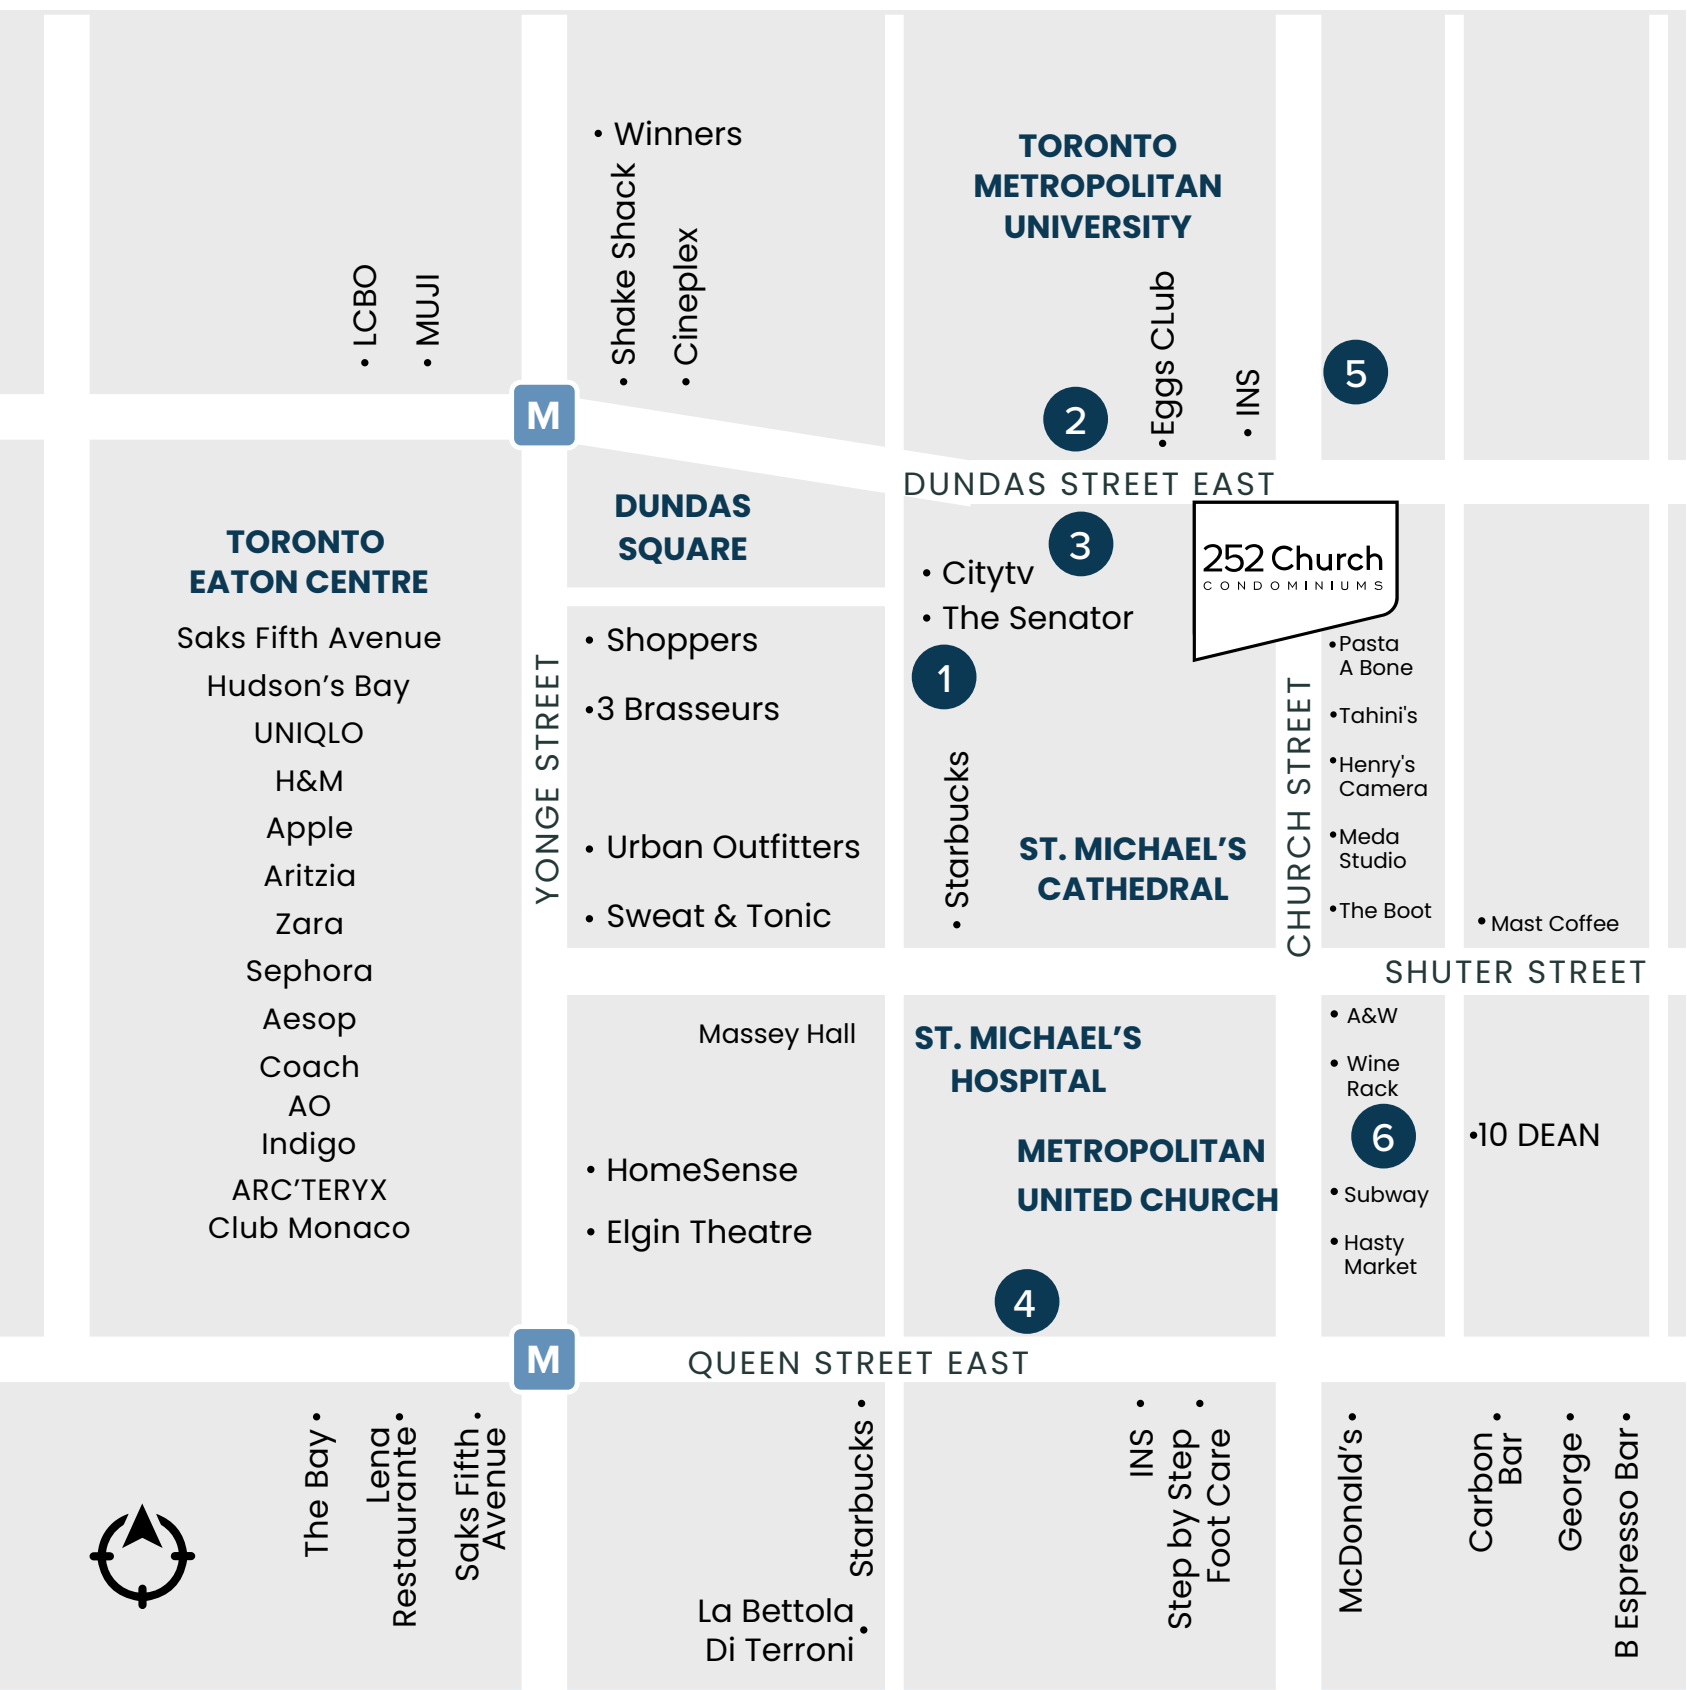 Winners
Shake Shack
Cineplex
LCBO
MUJI
TORONTO
METROPOLITAN
UNIVERSITY
Eggs CLub
INS
5
2
M
DUNDAS STREET EAST
DUNDAS
SQUARE
3
252 Church
CONDOMINIUMS
Citytv
The Senator
1
Starbucks
TORONTO
EATON CENTRE
Saks Fifth Avenue
Hudson's Bay
UNIQLO
H&M
Apple
Aritzia
Zara
Sephora
Aesop
Coach
AO
Indigo
ARC'TERYX
Club Monaco
YONGE STREET
Shoppers
3 Brasseurs
Urban Outfitters
Sweat & Tonic
ST. MICHAEL'S
CATHEDRAL
CHURCH STREET
Pasta
A Bone
Tahini's
Henry's
Camera
Meda
Studio
The Boot
Mast Coffee
SHUTER STREET
Massey Hall
HomeSense
Elgin Theatre
ST. MICHAEL'S
HOSPITAL
METROPOLITAN
UNITED CHURCH
4
A&W
Wine
Rack
6
Subway
Hasty
Market
10 DEAN
M
QUEEN STREET EAST
The Bay
Lena
Restaurante
Saks Fifth
Avenue
Starbucks
La Bettola
Di Terroni
INS
Step by Step
Foot Care
McDonald's
Carbon
Bar
George
B Espresso Bar